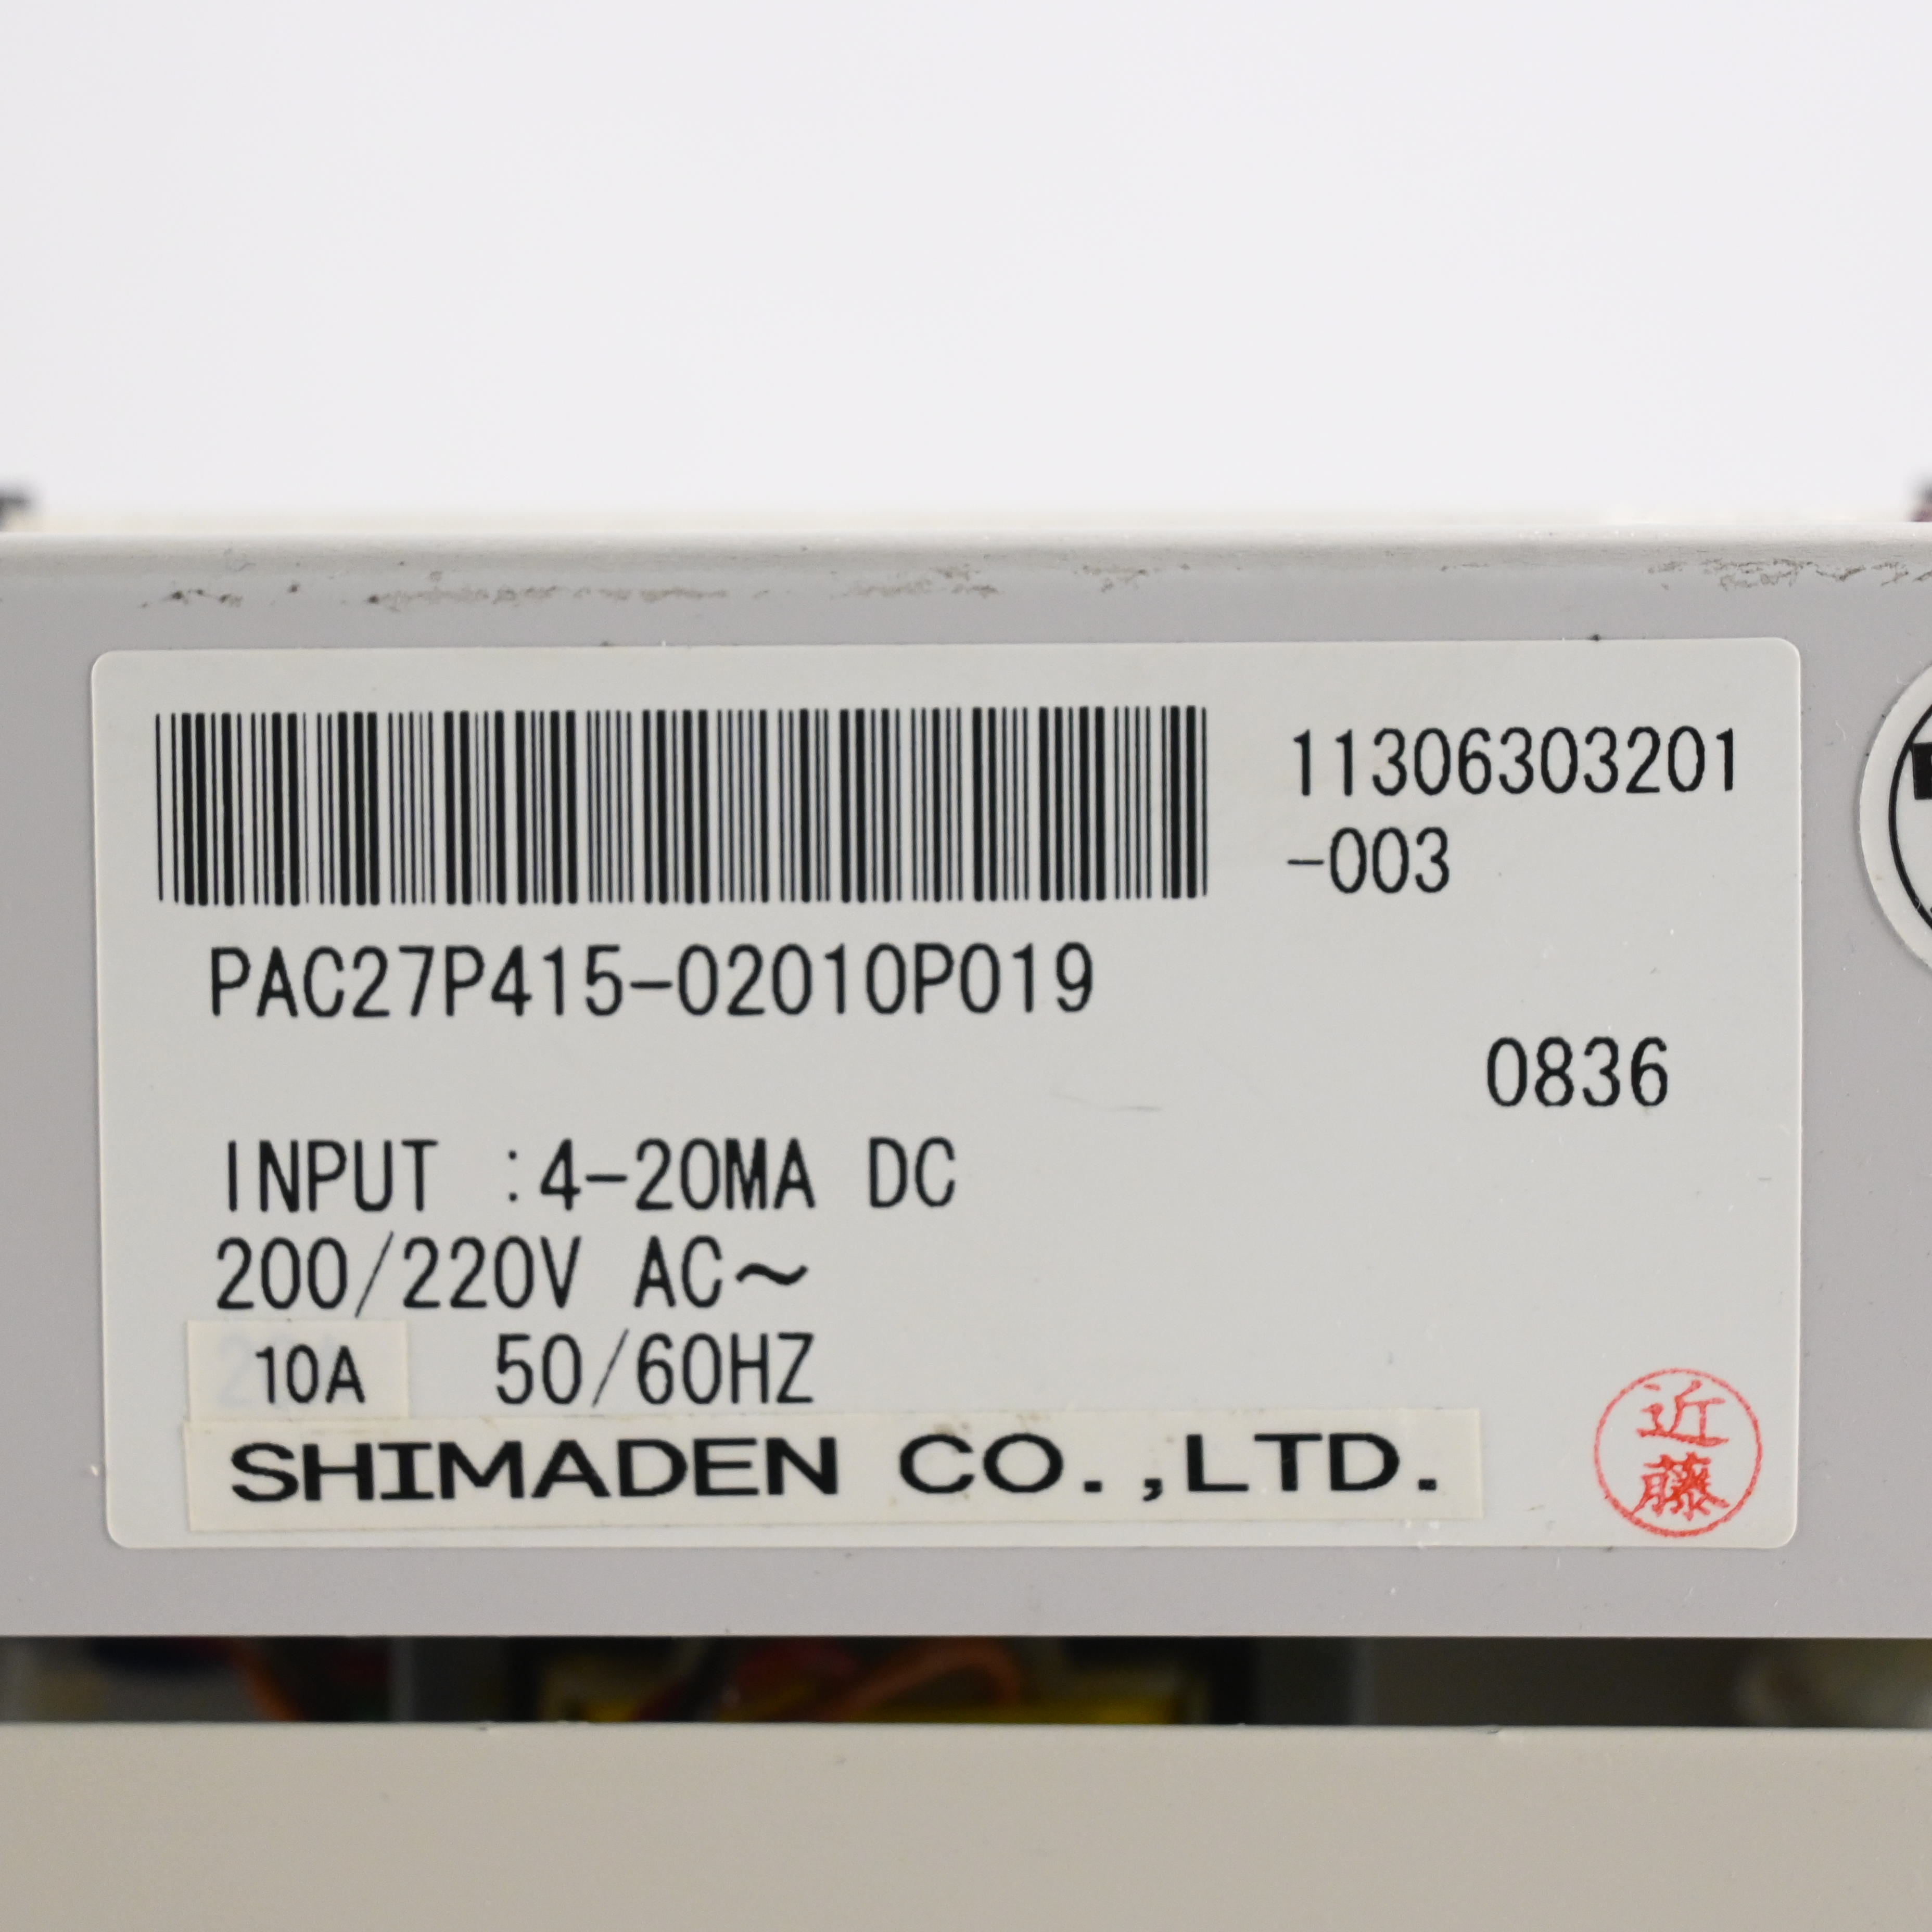 11306303201
-003
PAC27P415-02010P019
0836
INPUT :4-20MA DC
200/220V AC～
10A 50/60HZ
SHIMADEN CO.,LTD.
近藤